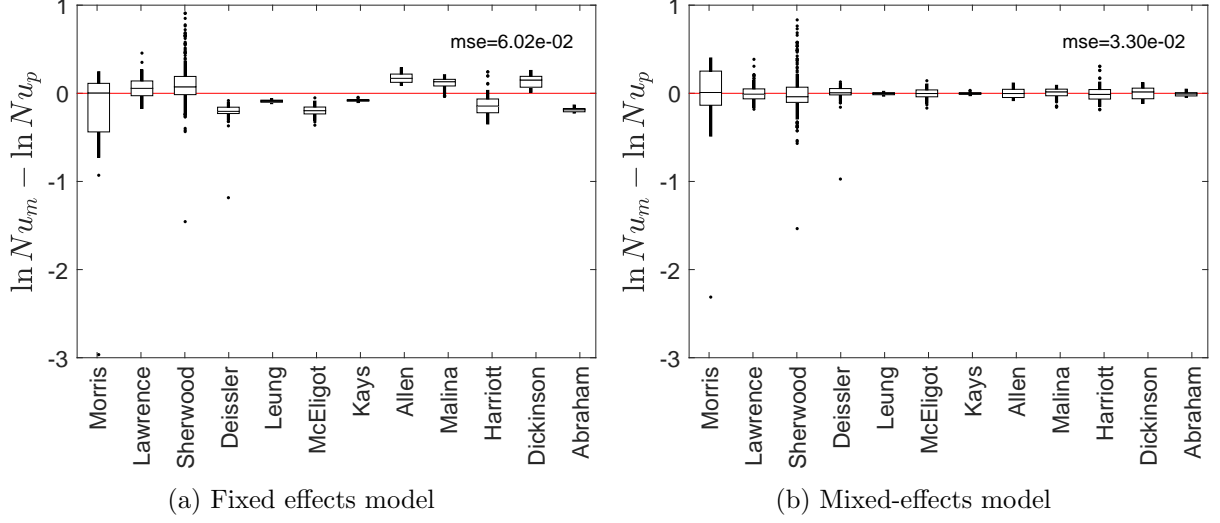 1
0
-1
-2
-3
ln Nu_m − ln Nu_p
mse=6.02e-02
Morris
Lawrence
Sherwood
Deissler
Leung
McEligot
Kays
Allen
Malina
Harriott
Dickinson
Abraham
(a) Fixed effects model
1
0
-1
-2
-3
ln Nu_m − ln Nu_p
mse=3.30e-02
Morris
Lawrence
Sherwood
Deissler
Leung
McEligot
Kays
Allen
Malina
Harriott
Dickinson
Abraham
(b) Mixed-effects model